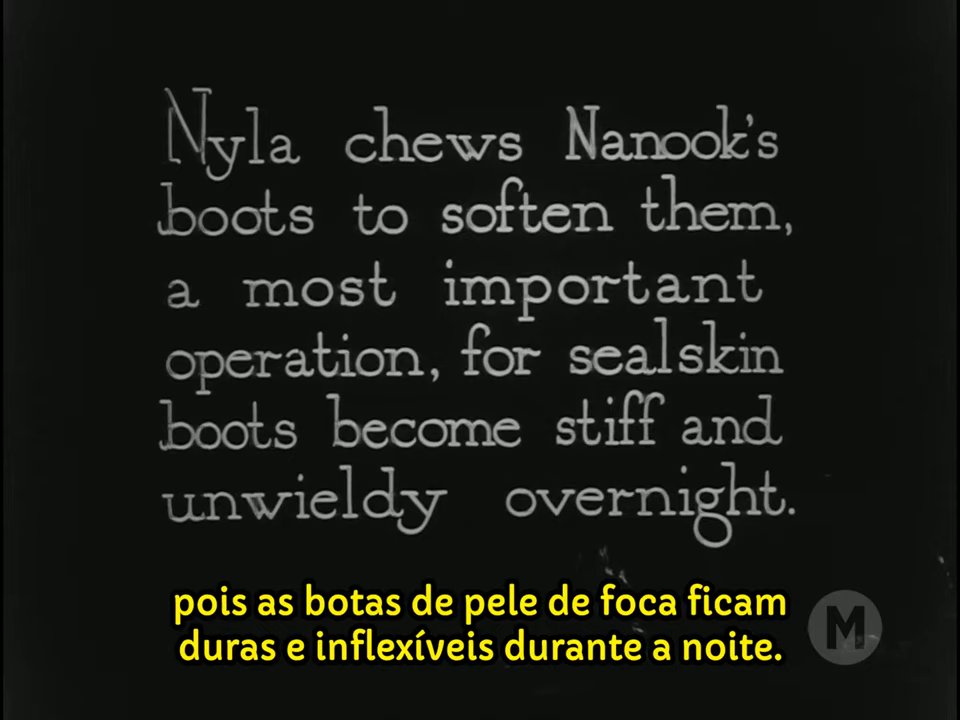 Nyla chews Nanook's
boots to soften them,
a most important
operation, for sealskin
boots become stiff and
unwieldy overnight.
pois as botas de pele de foca ficam
duras e inflexíveis durante a noite.
M